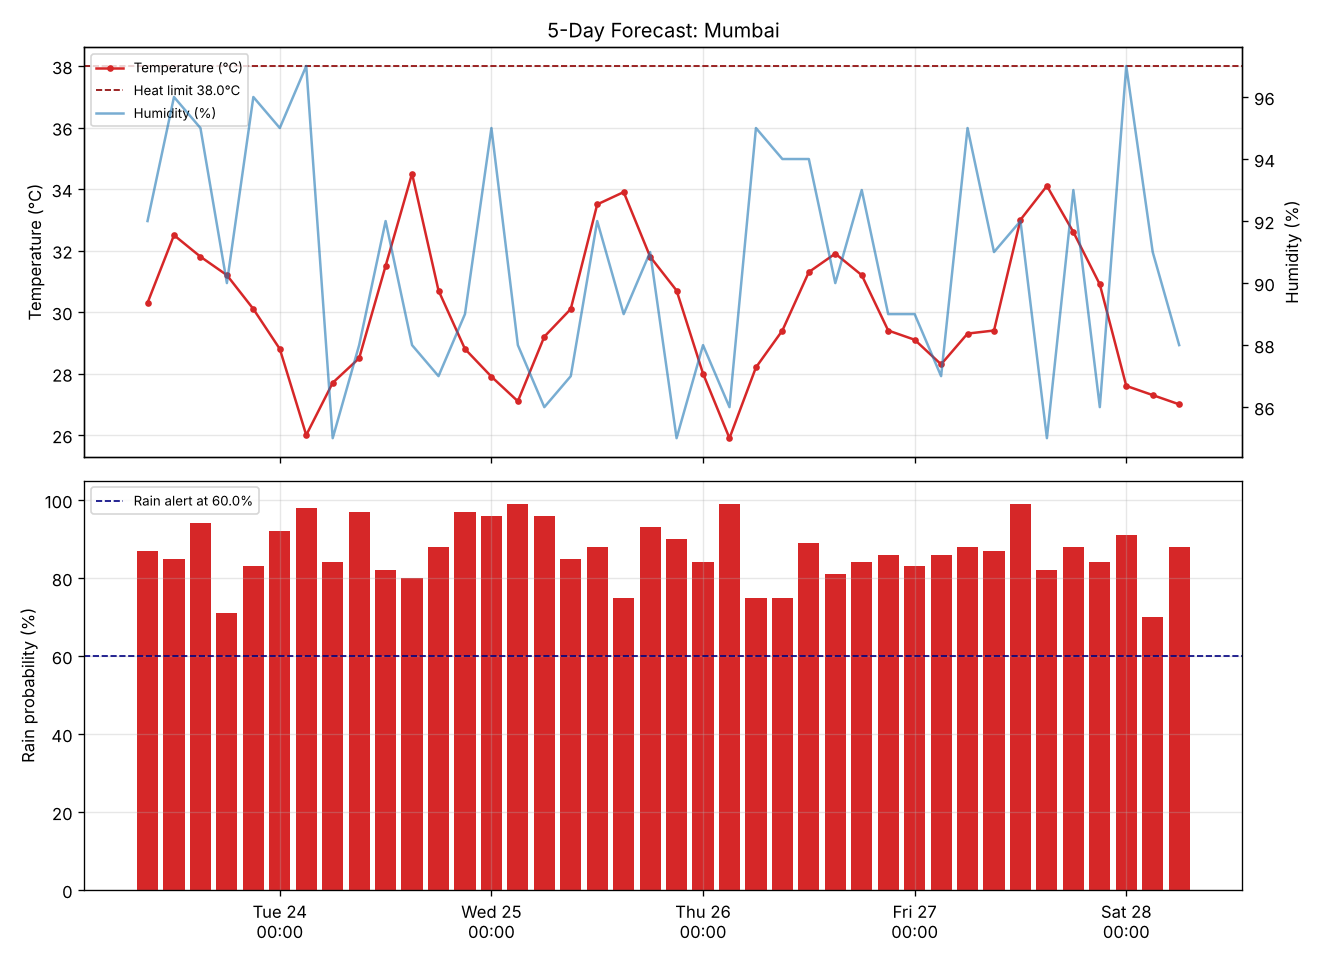 5-Day Forecast: Mumbai
Temperature (°C)
Heat limit 38.0°C
Humidity (%)
38
36
34
32
30
28
26
Temperature (°C)
96
94
92
90
88
86
Humidity (%)
Rain alert at 60.0%
100
80
60
40
20
0
Rain probability (%)
Tue 24
00:00
Wed 25
00:00
Thu 26
00:00
Fri 27
00:00
Sat 28
00:00